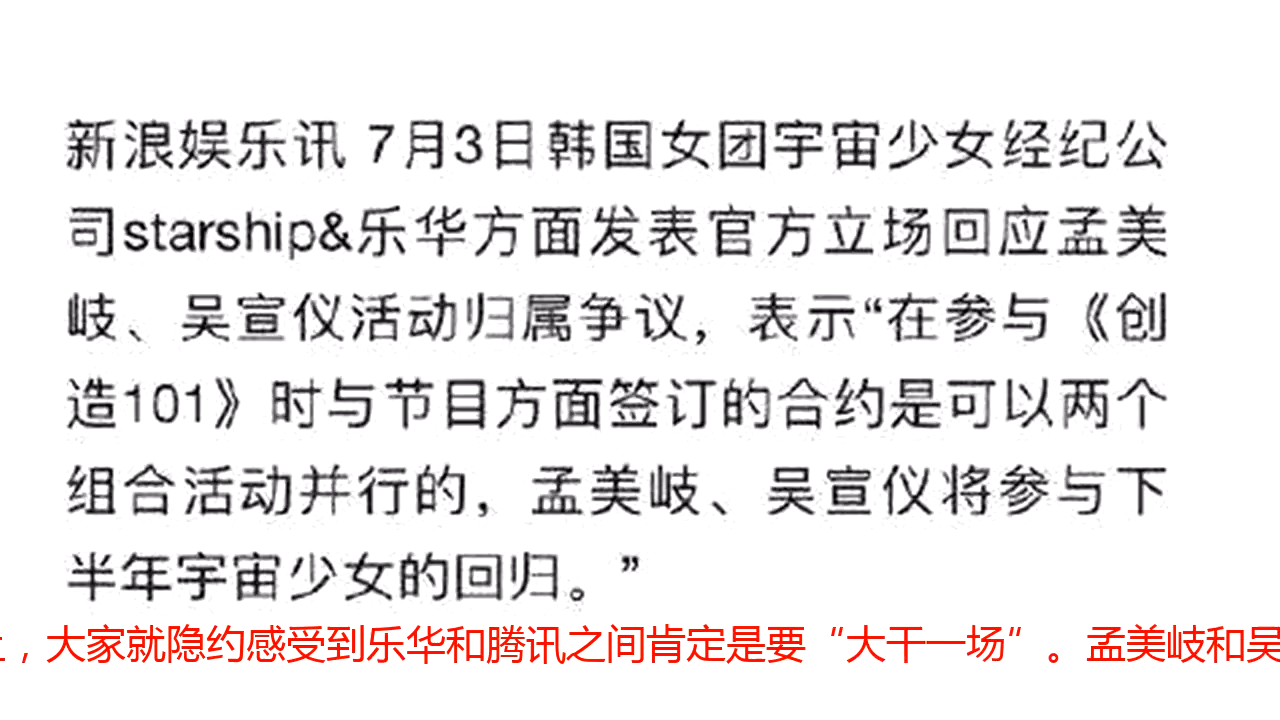 新浪娱乐讯 7月3日韩国女团宇宙少女经纪公
司starship&乐华方面发表官方立场回应孟美
岐、吴宣仪活动归属争议，表示“在参与《创
造101》时与节目方面签订的合约是可以两个
组合活动并行的，孟美岐、吴宣仪将参与下
半年宇宙少女的回归。”
，大家就隐约感受到乐华和腾讯之间肯定是要“大干一场”。孟美岐和吴